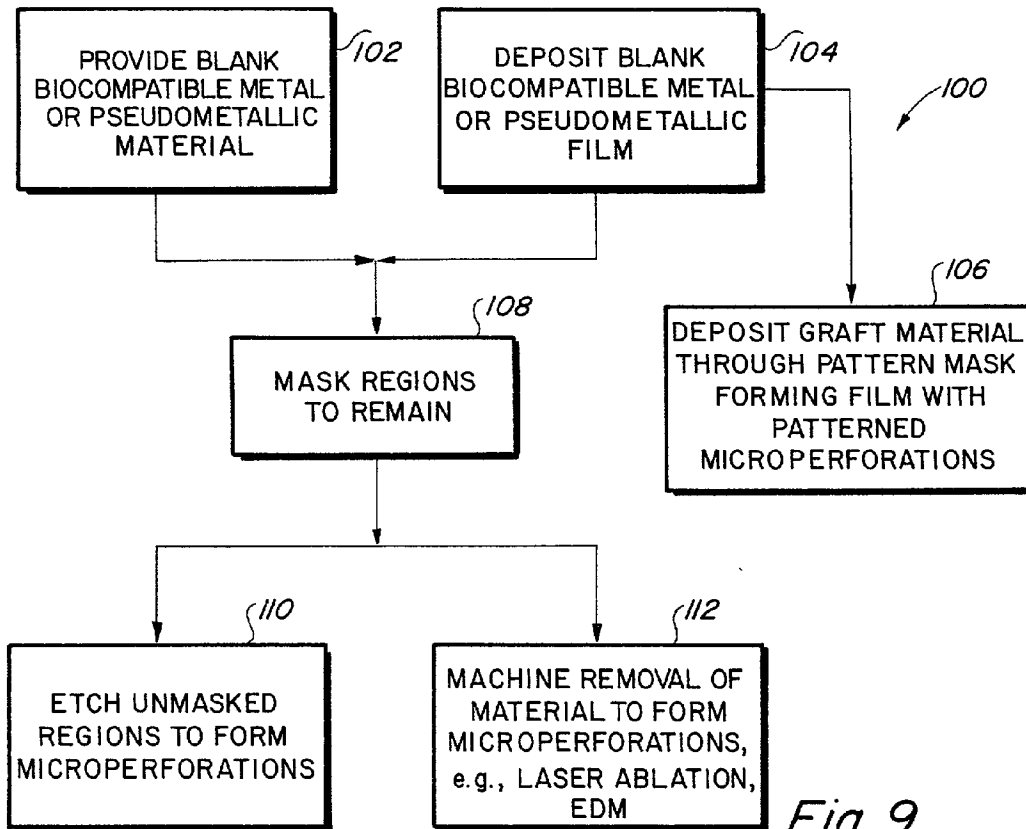 102
PROVIDE BLANK
BIOCOMPATIBLE METAL
OR PSEUDOMETALLIC
MATERIAL
104
DEPOSIT BLANK
BIOCOMPATIBLE METAL
OR PSEUDOMETALLIC
FILM
100
106
DEPOSIT GRAFT MATERIAL
THROUGH PATTERN MASK
FORMING FILM WITH
PATTERNED
MICROPERFORATIONS
108
MASK REGIONS
TO REMAIN
110
ETCH UNMASKED
REGIONS TO FORM
MICROPERFORATIONS
112
MACHINE REMOVAL OF
MATERIAL TO FORM
MICROPERFORATIONS,
e.g., LASER ABLATION,
EDM
Fig. 9